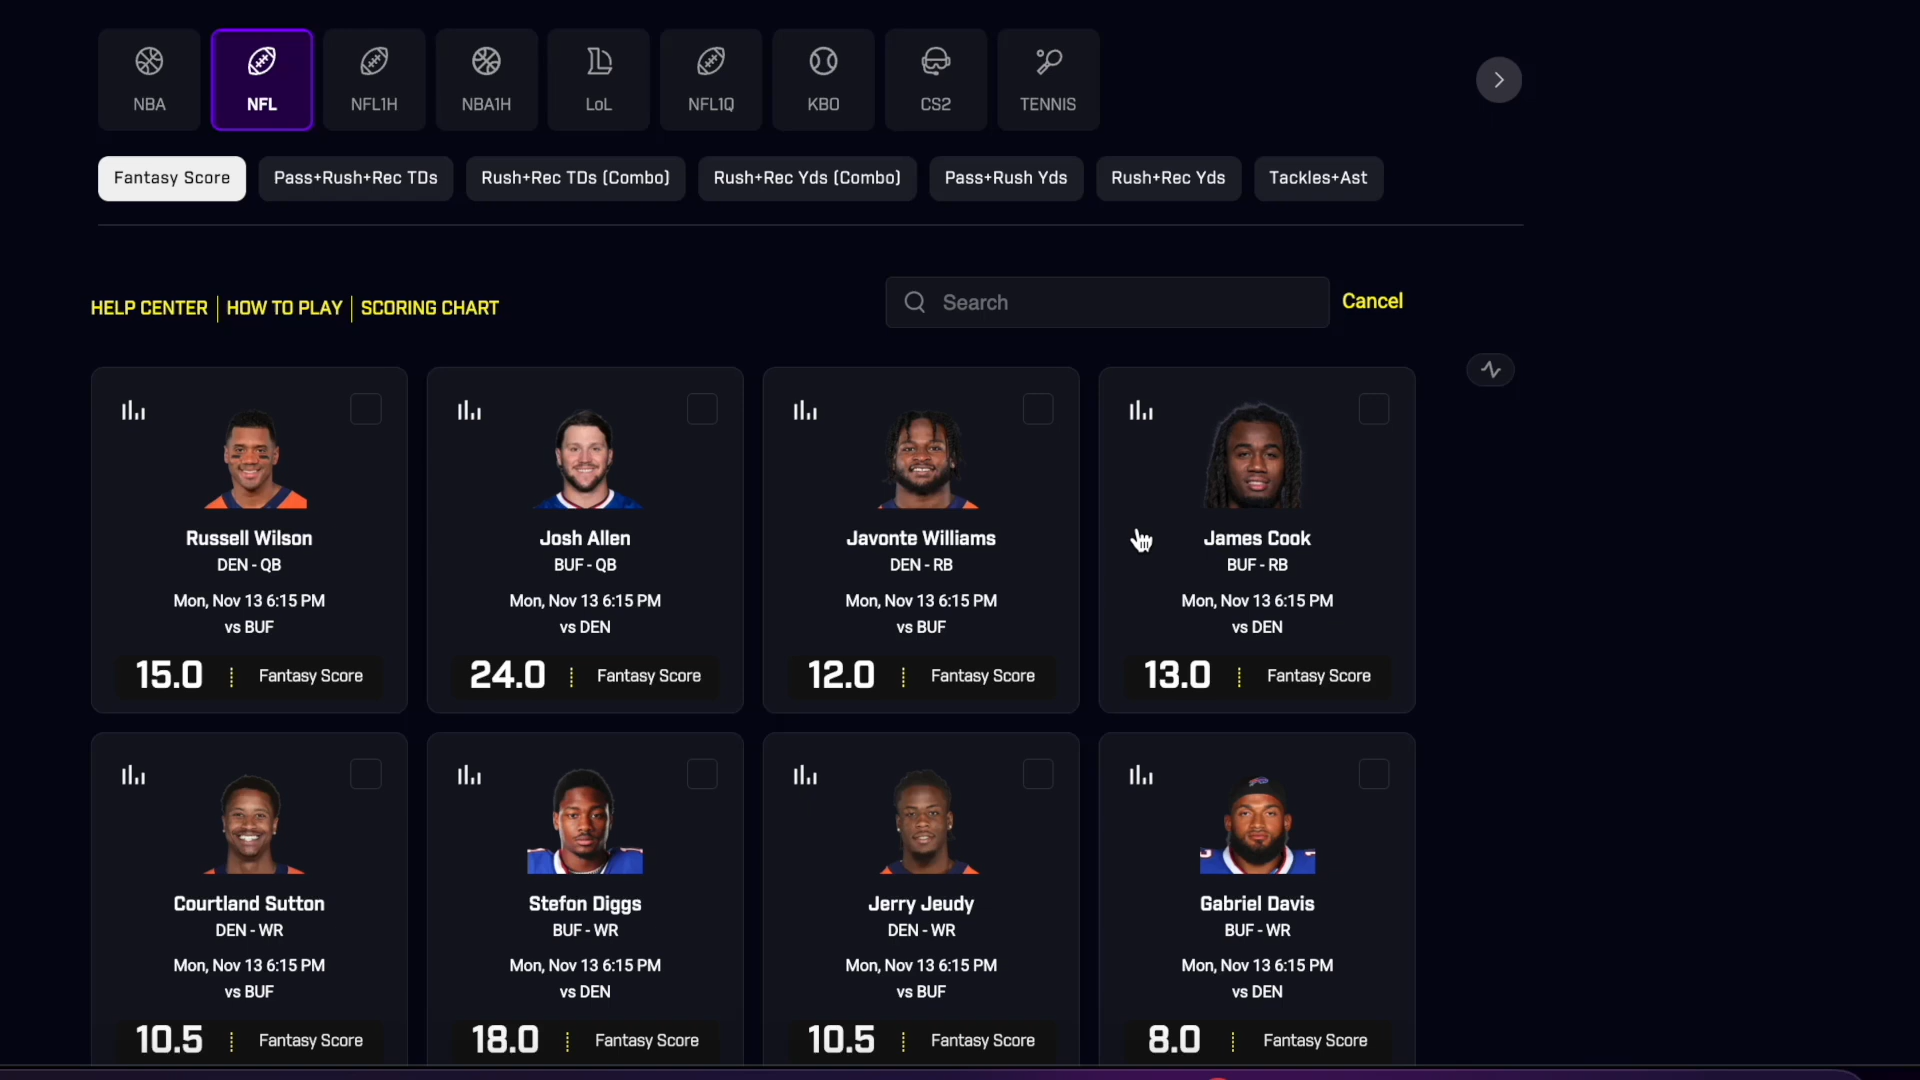 NBA
NFL
NFL1H
NBA1H
LoL
NFL1Q
KBO
CS2
TENNIS
Fantasy Score
Pass+Rush+Rec TDs
Rush+Rec TDs (Combo)
Rush+Rec Yds (Combo)
Pass+Rush Yds
Rush+Rec Yds
Tackles+Ast
HELP CENTER
HOW TO PLAY
SCORING CHART
Search
Cancel
Russell Wilson
DEN - QB
Mon, Nov 13 6:15 PM
vs BUF
15.0 Fantasy Score
Josh Allen
BUF - QB
Mon, Nov 13 6:15 PM
vs DEN
24.0 Fantasy Score
Javonte Williams
DEN - RB
Mon, Nov 13 6:15 PM
vs BUF
12.0 Fantasy Score
James Cook
BUF - RB
Mon, Nov 13 6:15 PM
vs DEN
13.0 Fantasy Score
Courtland Sutton
DEN - WR
Mon, Nov 13 6:15 PM
vs BUF
10.5 Fantasy Score
Stefon Diggs
BUF - WR
Mon, Nov 13 6:15 PM
vs DEN
18.0 Fantasy Score
Jerry Jeudy
DEN - WR
Mon, Nov 13 6:15 PM
vs BUF
10.5 Fantasy Score
Gabriel Davis
BUF - WR
Mon, Nov 13 6:15 PM
vs DEN
8.0 Fantasy Score